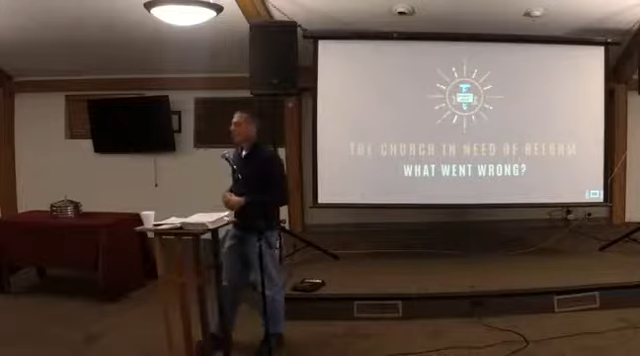 THE CHURCH IN NEED OF REFORM
WHAT WENT WRONG?